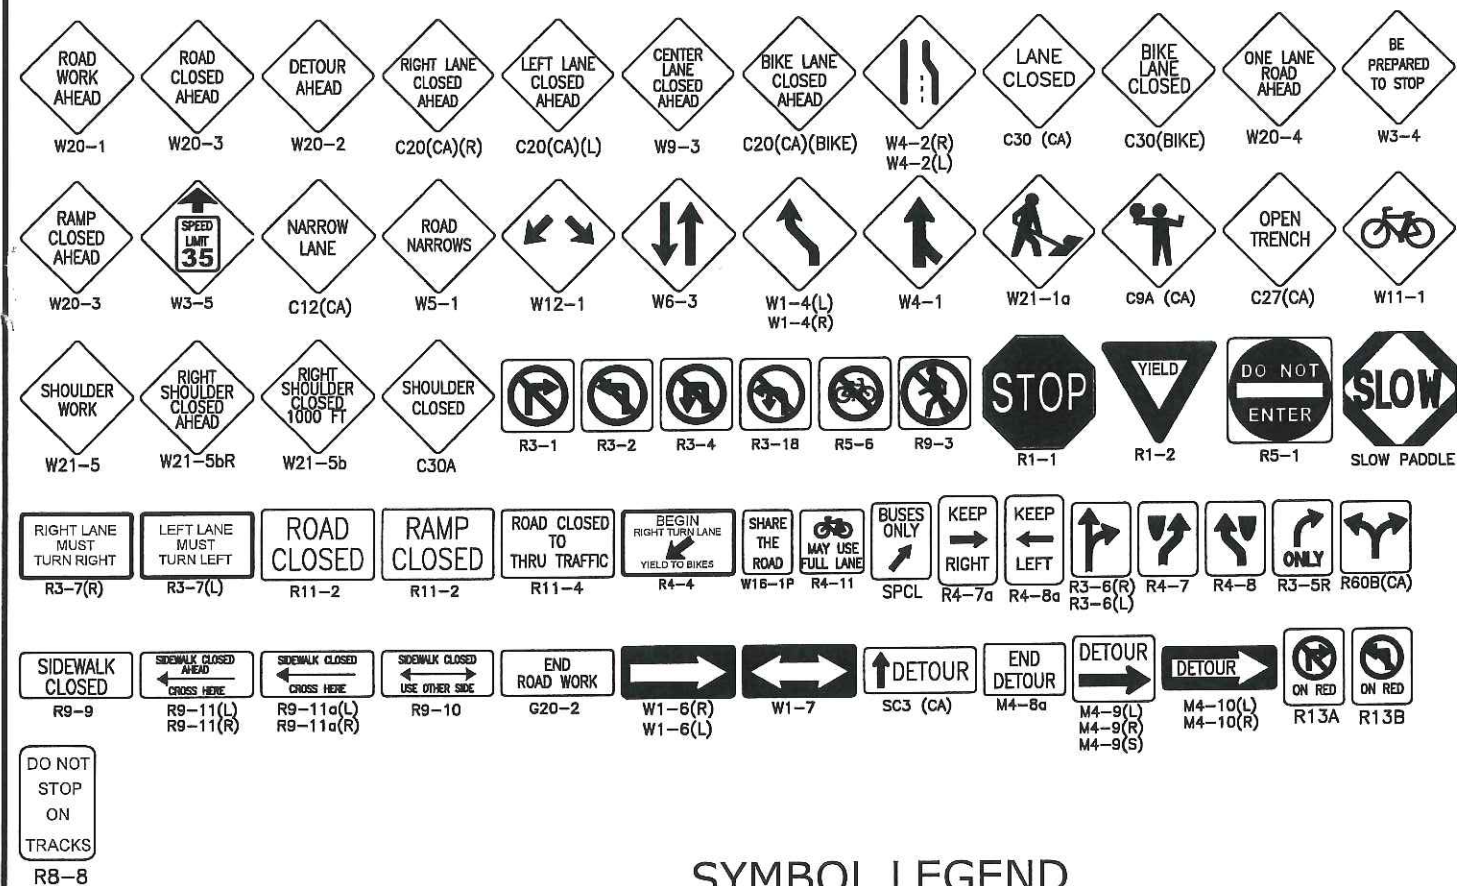 ROAD
WORK
AHEAD
W20-1
ROAD
CLOSED
AHEAD
W20-3
DETOUR
AHEAD
W20-2
RIGHT LANE
CLOSED
AHEAD
C20(CA)(R)
LEFT LANE
CLOSED
AHEAD
C20(CA)(L)
CENTER
LANE
CLOSED
AHEAD
W9-3
BIKE LANE
CLOSED
AHEAD
C20(CA)(BIKE)
W4-2(R)
W4-2(L)
LANE
CLOSED
C30 (CA)
BIKE
LANE
CLOSED
C30(BIKE)
ONE LANE
ROAD
AHEAD
W20-4
BE
PREPARED
TO STOP
W3-4
RAMP
CLOSED
AHEAD
W20-3
SPEED
LIMIT
35
W3-5
NARROW
LANE
C12(CA)
ROAD
NARROWS
W5-1
W12-1
W6-3
W1-4(L)
W1-4(R)
W4-1
W21-1a
C9A (CA)
OPEN
TRENCH
C27(CA)
W11-1
SHOULDER
WORK
W21-5
RIGHT
SHOULDER
CLOSED
AHEAD
W21-5bR
RIGHT
SHOULDER
CLOSED
1000 FT
W21-5b
SHOULDER
CLOSED
C30A
R3-1
R3-2
R3-4
R3-18
R5-6
R9-3
STOP
R1-1
YIELD
R1-2
DO NOT
ENTER
R5-1
SLOW
SLOW PADDLE
RIGHT LANE
MUST
TURN RIGHT
R3-7(R)
LEFT LANE
MUST
TURN LEFT
R3-7(L)
ROAD
CLOSED
R11-2
RAMP
CLOSED
R11-2
ROAD CLOSED
TO
THRU TRAFFIC
R11-4
BEGIN
RIGHT TURN LANE
YIELD TO BIKES
R4-4
SHARE
THE
ROAD
W16-1P
MAY USE
FULL LANE
R4-11
BUSES
ONLY
SPCL
KEEP
RIGHT
R4-7a
KEEP
LEFT
R4-8a
R3-6(R)
R3-6(L)
R4-7
R4-8
ONLY
R3-5R
R60B(CA)
SIDEWALK
CLOSED
R9-9
SIDEWALK CLOSED
AHEAD
CROSS HERE
R9-11(L)
R9-11(R)
SIDEWALK CLOSED
CROSS HERE
R9-11a(L)
R9-11a(R)
SIDEWALK CLOSED
USE OTHER SIDE
R9-10
END
ROAD WORK
G20-2
W1-6(R)
W1-6(L)
W1-7
DETOUR
SC3 (CA)
END
DETOUR
M4-8a
DETOUR
M4-9(L)
M4-9(R)
M4-9(S)
DETOUR
M4-10(L)
M4-10(R)
ON RED
R13A
ON RED
R13B
DO NOT
STOP
ON
TRACKS
R8-8
SYMBOL LEGEND